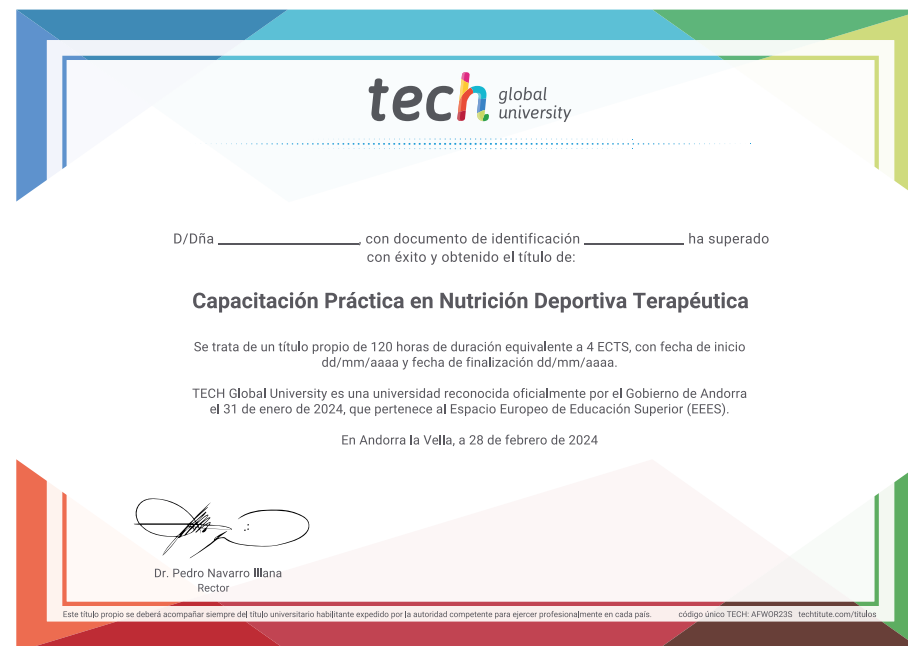 tech global university
D/Dña ______________, con documento de identificación __________ ha superado
con éxito y obtenido el título de:
Capacitación Práctica en Nutrición Deportiva Terapéutica
Se trata de un título propio de 120 horas de duración equivalente a 4 ECTS, con fecha de inicio
dd/mm/aaaa y fecha de finalización dd/mm/aaaa.
TECH Global University es una universidad reconocida oficialmente por el Gobierno de Andorra
el 31 de enero de 2024, que pertenece al Espacio Europeo de Educación Superior (EEES).
En Andorra la Vella, a 28 de febrero de 2024
Dr. Pedro Navarro Illana
Rector
Este título propio se deberá acompañar siempre del título universitario habilitante expedido por la autoridad competente para ejercer profesionalmente en cada país. código único TECH: AFWOR23S techtitute.com/titulos